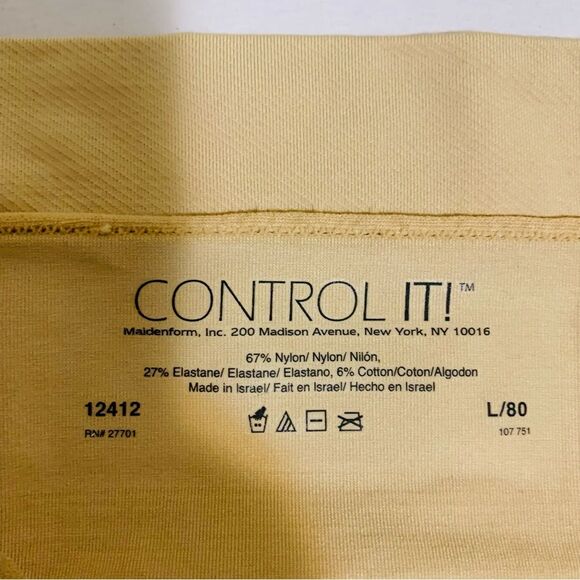 CONTROL IT!™
Maidenform, Inc. 200 Madison Avenue, New York, NY 10016
67% Nylon/ Nylon/ Nilón,
27% Elastane/ Elastane/ Elastano, 6% Cotton/Coton/Algodon
Made in Israel/ Fait en Israel/ Hecho en Israel
12412 L/80
RN# 27701 107 751